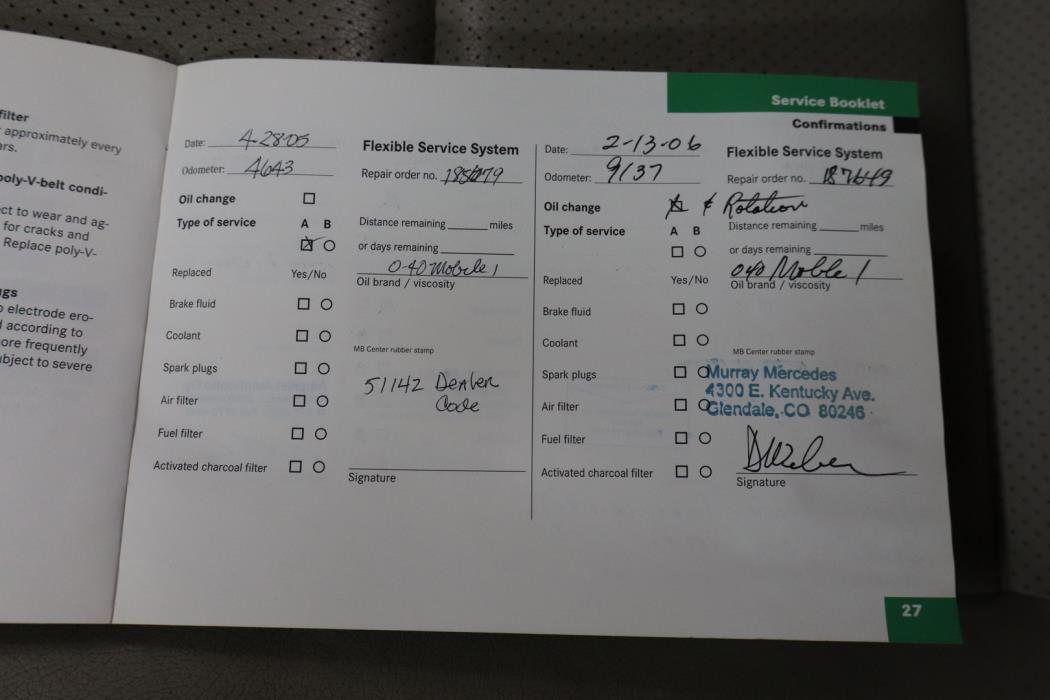 filter
approximately every
ars.
poly-V-belt condi-
ct to wear and ag-
for cracks and
Replace poly-V-
gs
electrode ero-
according to
ore frequently
bject to severe
Service Booklet
Confirmations
Date: 4-28-05
Flexible Service System
Odometer: 4643
Repair order no.
Oil change
Type of service A B
Distance remaining miles
or days remaining
0-40 Mobile 1
Replaced Yes/No
Oil brand / viscosity
Brake fluid
Coolant
MB Center rubber stamp
Spark plugs
51142 Dealer
Code
Air filter
Fuel filter
Activated charcoal filter
Signature
Date: 2-13-06
Flexible Service System
Odometer: 9137
Repair order no. 187649
Oil change & Rotation
Type of service A B
Distance remaining miles
or days remaining
040 Moble 1
Replaced Yes/No
Oil brand / viscosity
Brake fluid
Coolant
MB Center rubber stamp
Spark plugs
Murray Mercedes
4300 E. Kentucky Ave.
Glendale, CO 80246
Air filter
Fuel filter
Activated charcoal filter
Signature
27